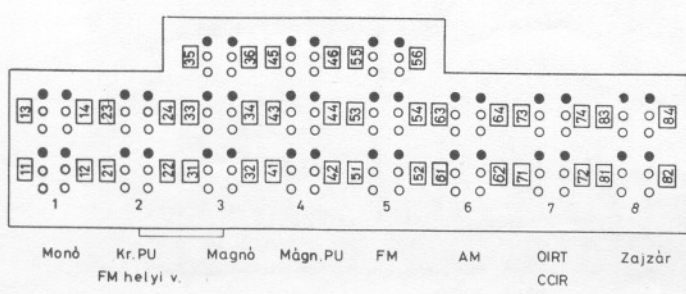 35 36 45 46 55 56
13 14 23 24 33 34 43 44 53 54 63 64 73 74 83 84
11 12 21 22 31 32 41 42 51 52 61 62 71 72 81 82
1 2 3 4 5 6 7 8
Monó Kr.PU Magnó Mágn.PU FM AM OIRT Zajzár
FM helyi v. CCIR